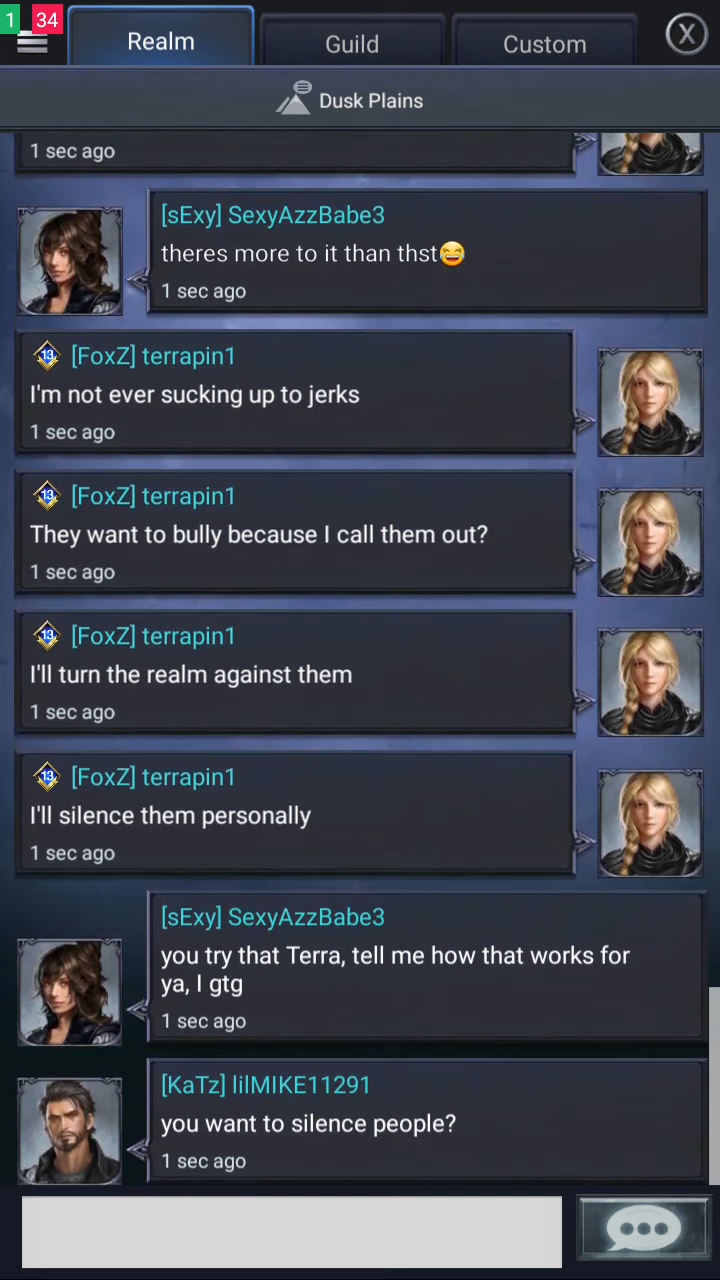 1 34
Realm
Guild
Custom
X
Dusk Plains
1 sec ago
[sExy] SexyAzzBabe3
theres more to it than thst😂
1 sec ago
13 [FoxZ] terrapin1
I'm not ever sucking up to jerks
1 sec ago
13 [FoxZ] terrapin1
They want to bully because I call them out?
1 sec ago
13 [FoxZ] terrapin1
I'll turn the realm against them
1 sec ago
13 [FoxZ] terrapin1
I'll silence them personally
1 sec ago
[sExy] SexyAzzBabe3
you try that Terra, tell me how that works for
ya, I gtg
1 sec ago
[KaTz] lilMIKE11291
you want to silence people?
1 sec ago